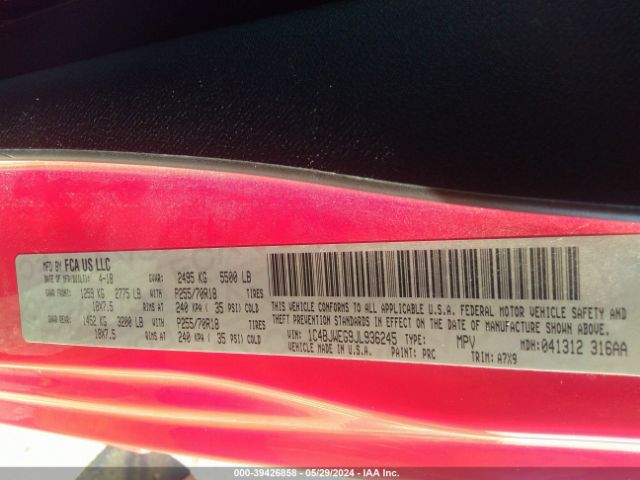 MFD BY FCA US LLC
DATE OF MFR(BUILT): 4-18 GVWR: 2495 KG 5500 LB
GAWR FRONT: 1259 KG 2775 LB WITH P255/70R18 TIRES
18X7.5 RIMS AT 240 KPA ( 35 PSI) COLD
GAWR REAR: 1452 KG 3200 LB WITH P255/70R18 TIRES
18X7.5 RIMS AT 240 KPA ( 35 PSI) COLD
THIS VEHICLE CONFORMS TO ALL APPLICABLE U.S.A. FEDERAL MOTOR VEHICLE SAFETY AND
THEFT PREVENTION STANDARDS IN EFFECT ON THE DATE OF MANUFACTURE SHOWN ABOVE.
VIN: 1C4BJWEG9JL936245 TYPE: MPV MDH: 041312 316AA
VEHICLE MADE IN U.S.A. PAINT: PRC TRIM: A7X9
000-39426858 - 05/29/2024 - IAA Inc.